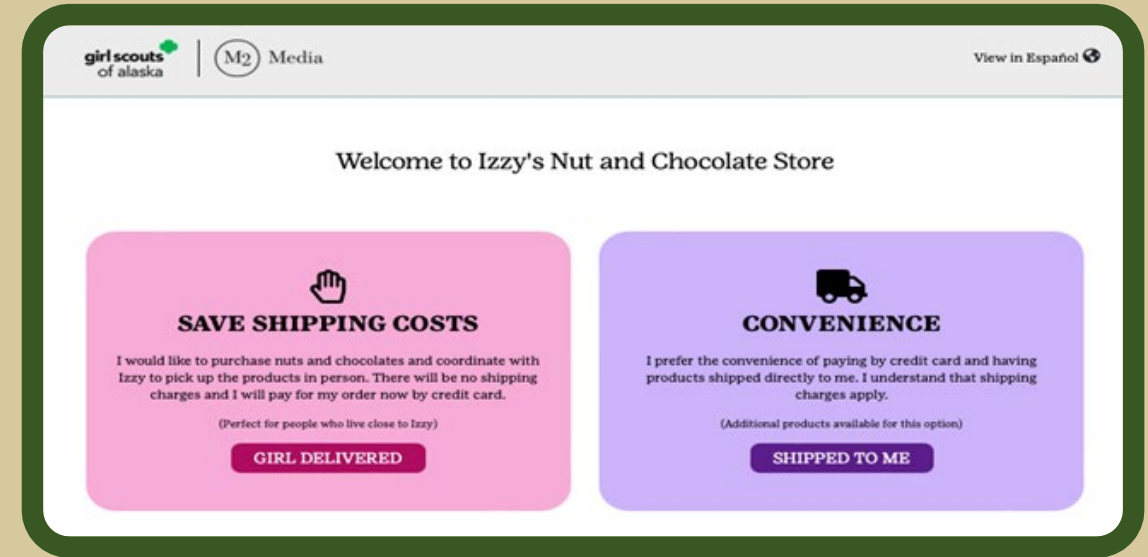 girl scouts
of alaska
M2 Media
View in Español
Welcome to Izzy's Nut and Chocolate Store
SAVE SHIPPING COSTS
I would like to purchase nuts and chocolates and coordinate with
Izzy to pick up the products in person. There will be no shipping
charges and I will pay for my order now by credit card.
(Perfect for people who live close to Izzy)
GIRL DELIVERED
CONVENIENCE
I prefer the convenience of paying by credit card and having
products shipped directly to me. I understand that shipping
charges apply.
(Additional products available for this option)
SHIPPED TO ME